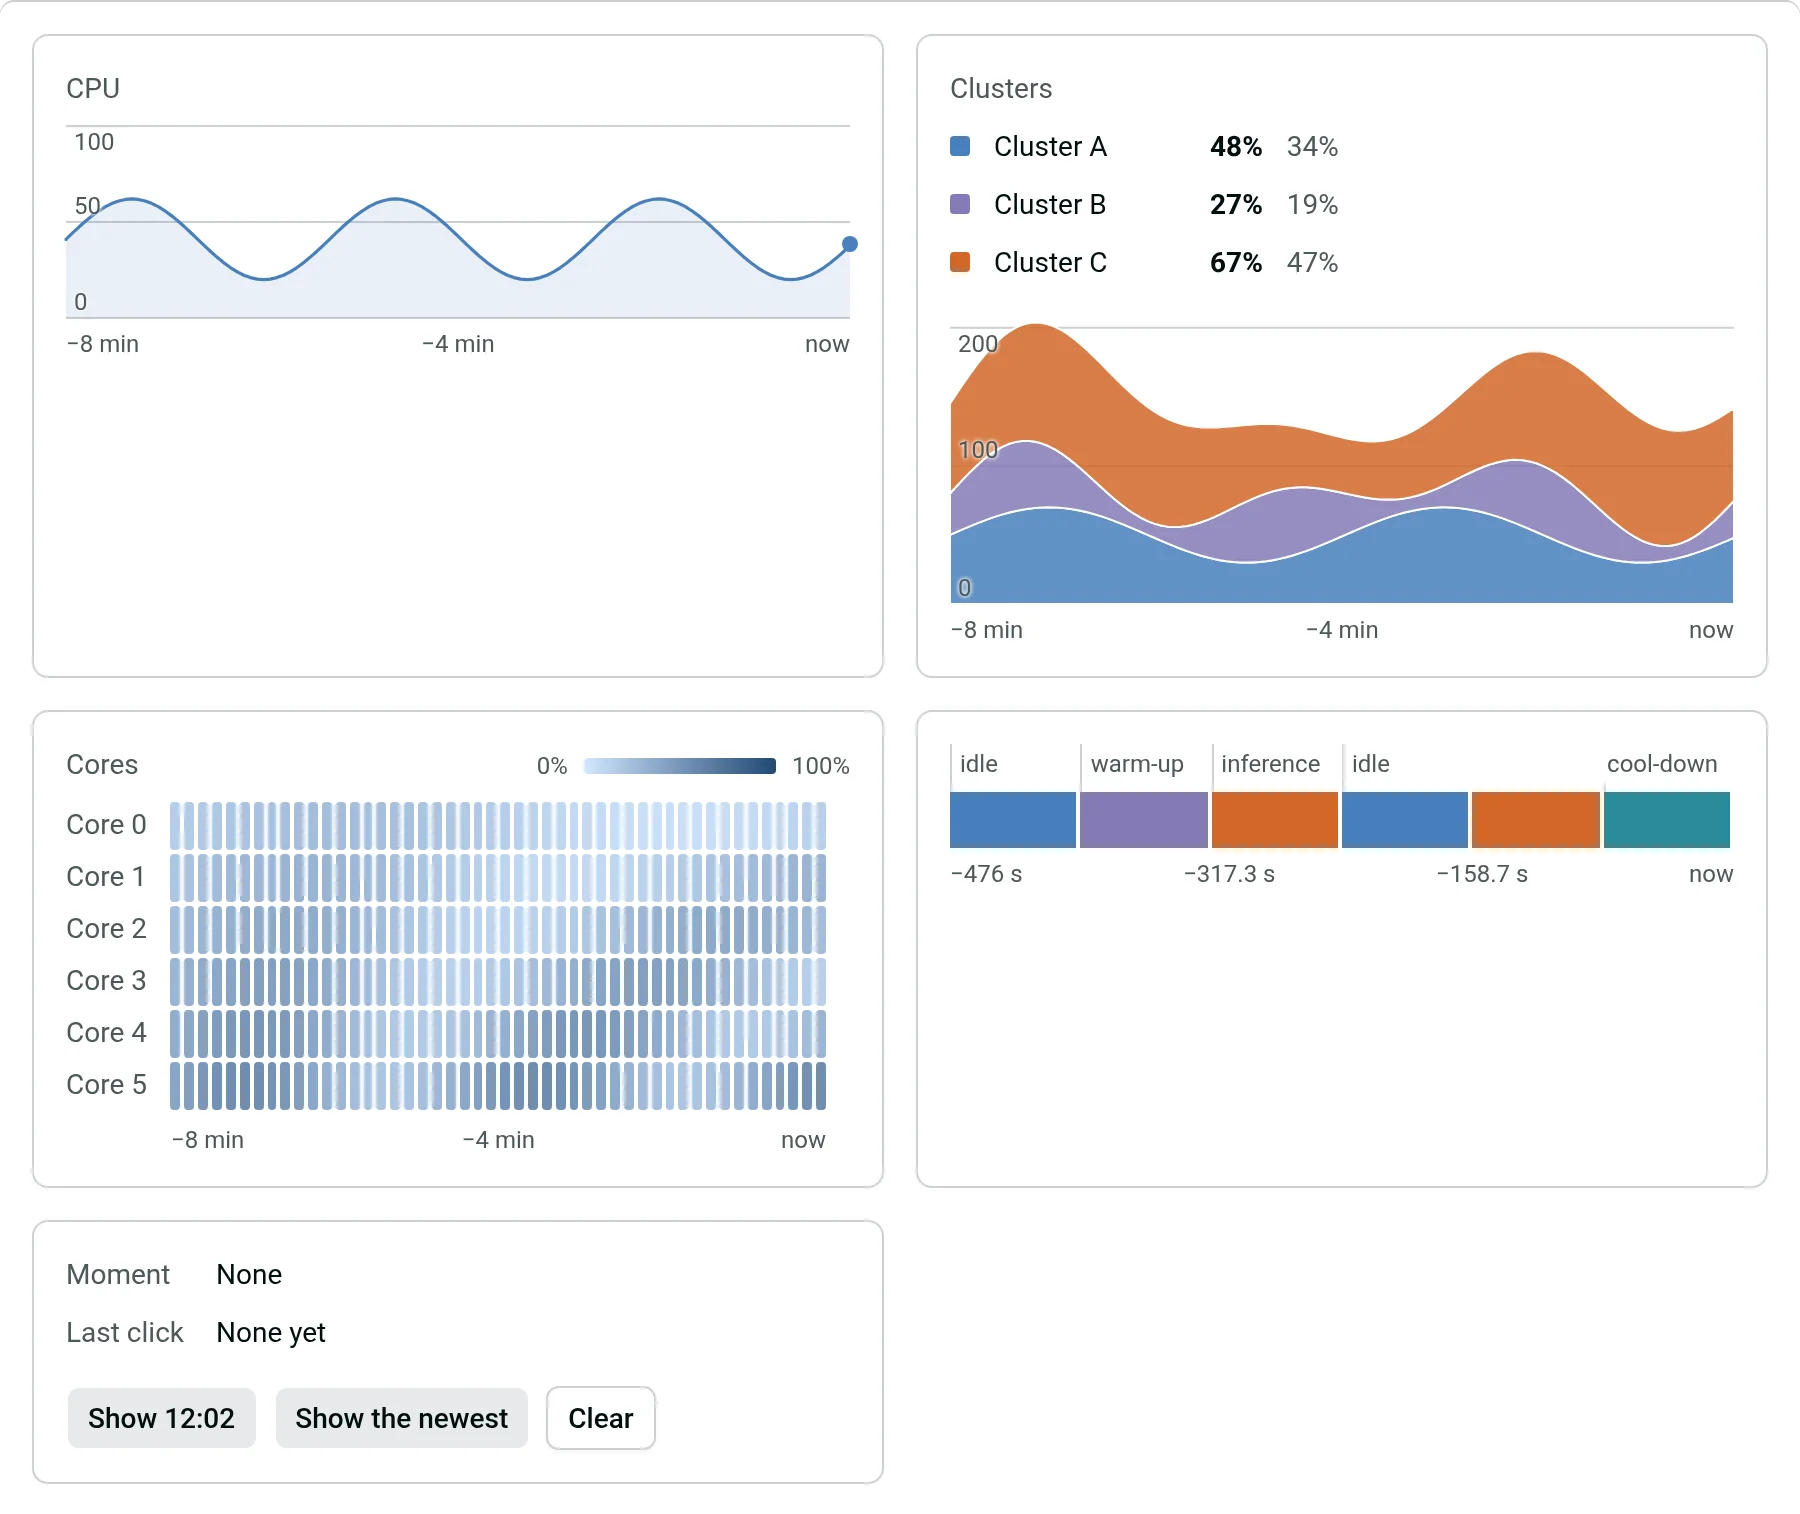 CPU
100
50
0
−8 min −4 min now
Clusters
Cluster A 48% 34%
Cluster B 27% 19%
Cluster C 67% 47%
200
100
0
−8 min −4 min now
Cores 0% 100%
Core 0
Core 1
Core 2
Core 3
Core 4
Core 5
−8 min −4 min now
idle warm-up inference idle cool-down
−476 s −317.3 s −158.7 s now
Moment None
Last click None yet
Show 12:02 Show the newest Clear